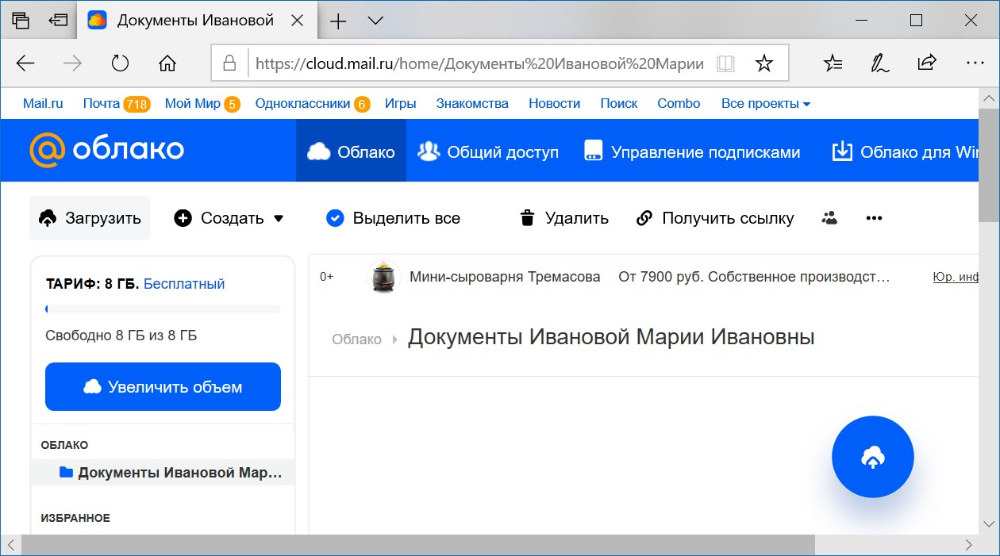 Документы Ивановой
https://cloud.mail.ru/home/Документы%20Ивановой%20Марии
Mail.ru Почта 718 Мой Мир 5 Одноклассники 6 Игры Знакомства Новости Поиск Combo Все проекты
@облако Облако Общий доступ Управление подписками Облако для Win
Загрузить Создать Выделить все Удалить Получить ссылку •••
ТАРИФ: 8 ГБ. Бесплатный
Свободно 8 ГБ из 8 ГБ
Увеличить объем
ОБЛАКО
Документы Ивановой Мар...
ИЗБРАННОЕ
0+ Мини-сыроварня Тремасова От 7900 руб. Собственное производст... Юр. инф
Облако Документы Ивановой Марии Ивановны